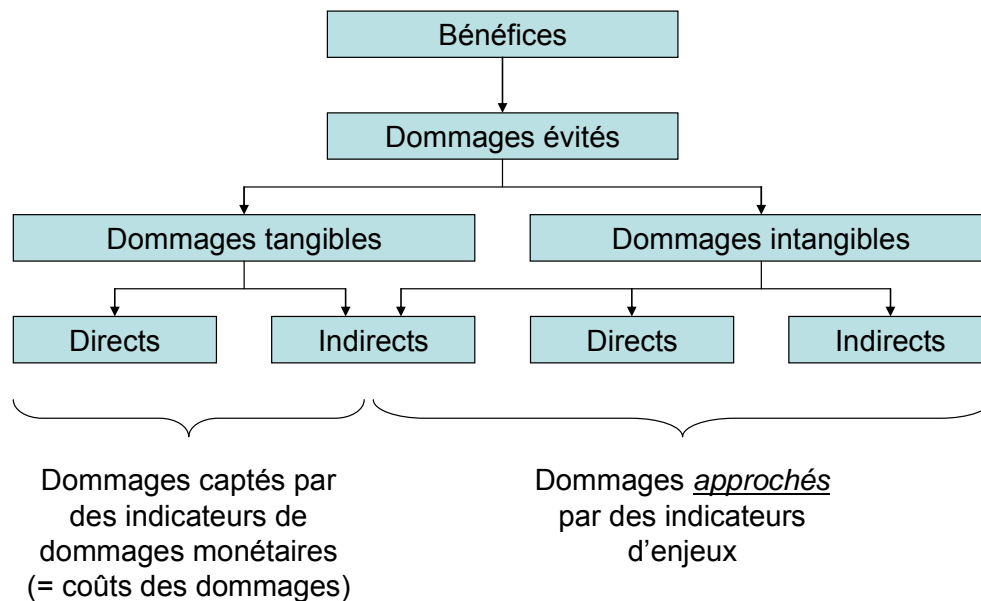 Bénéfices
Dommages évités
Dommages tangibles
Dommages intangibles
Directs
Indirects
Directs
Indirects
Dommages captés par
des indicateurs de
dommages monétaires
(= coûts des dommages)
Dommages approchés
par des indicateurs
d’enjeux